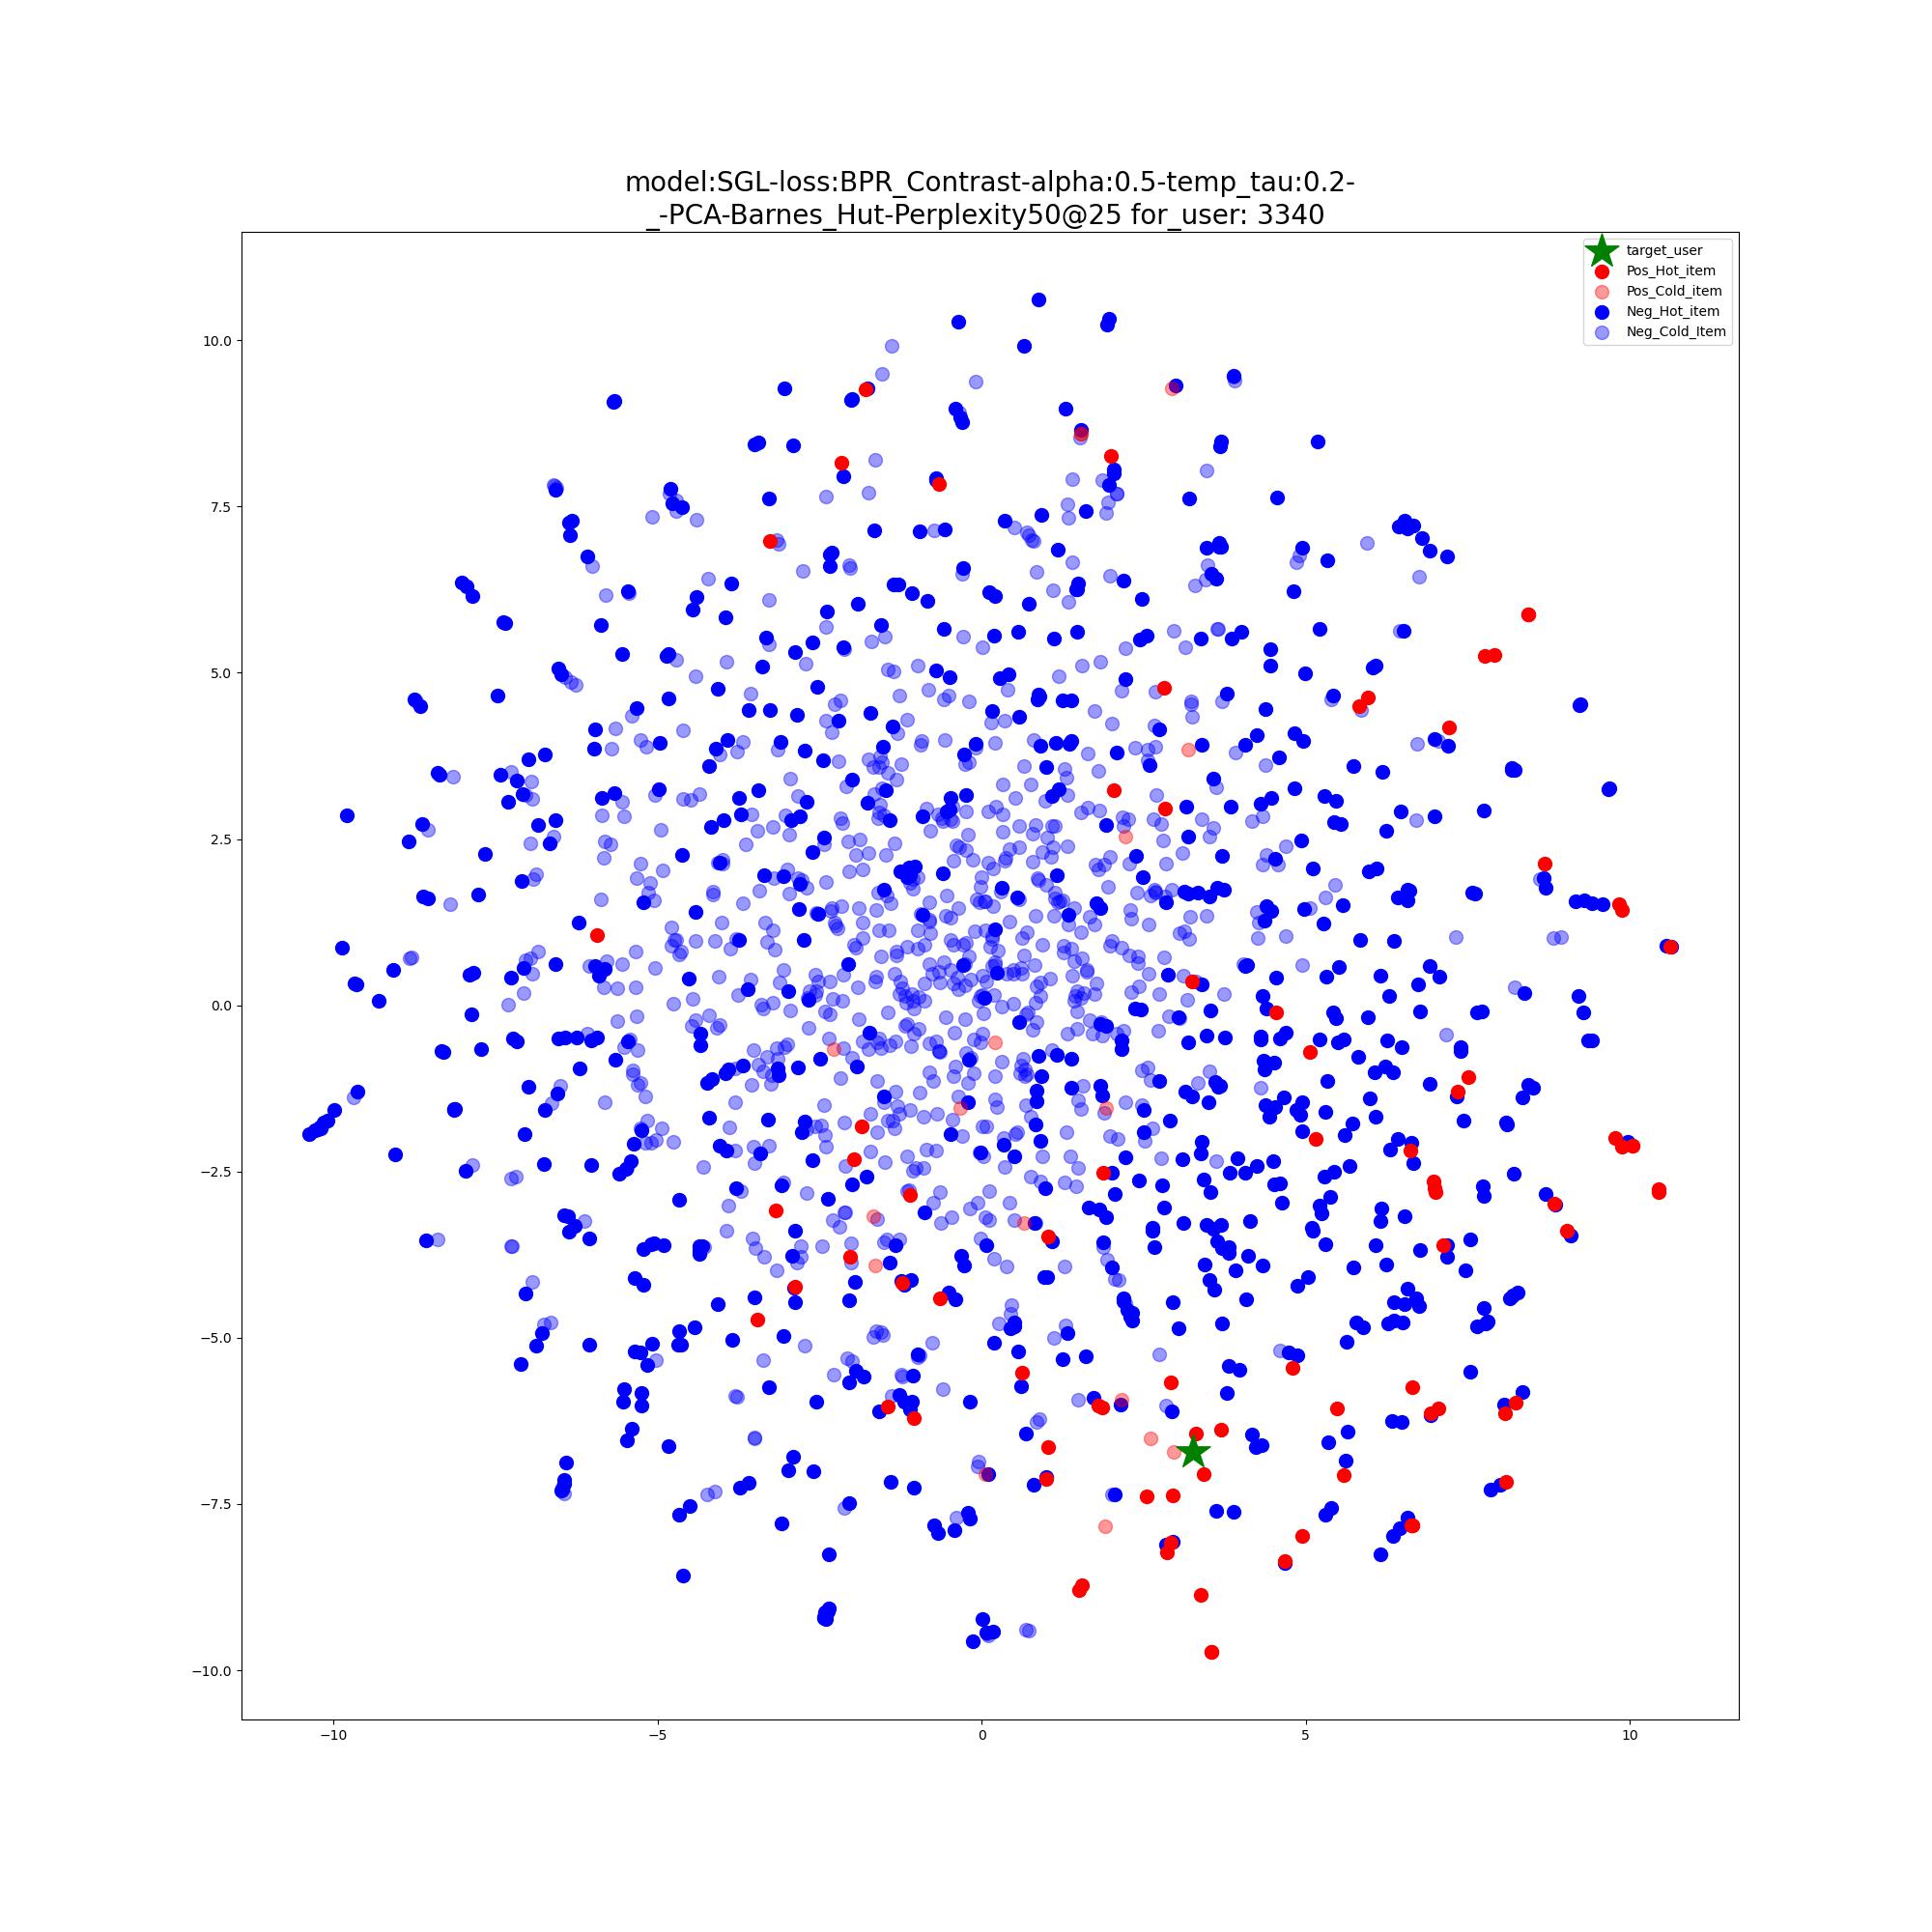 model:SGL-loss:BPR_Contrast-alpha:0.5-temp_tau:0.2-
_-PCA-Barnes_Hut-Perplexity50@25 for_user: 3340
target_user
Pos_Hot_item
Pos_Cold_item
Neg_Hot_item
Neg_Cold_Item
10.0
7.5
5.0
2.5
0.0
−2.5
−5.0
−7.5
−10.0
−10 −5 0 5 10